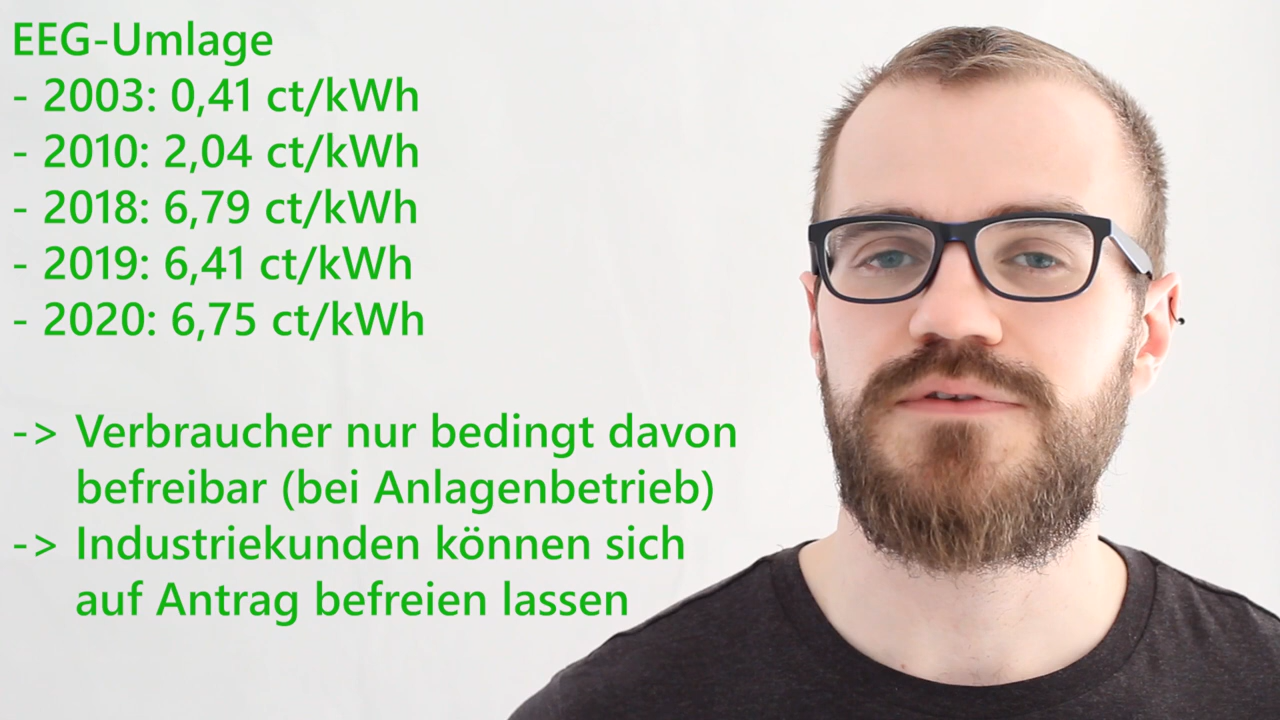 EEG-Umlage
- 2003: 0,41 ct/kWh
- 2010: 2,04 ct/kWh
- 2018: 6,79 ct/kWh
- 2019: 6,41 ct/kWh
- 2020: 6,75 ct/kWh
-> Verbraucher nur bedingt davon
befreibar (bei Anlagenbetrieb)
-> Industriekunden können sich
auf Antrag befreien lassen